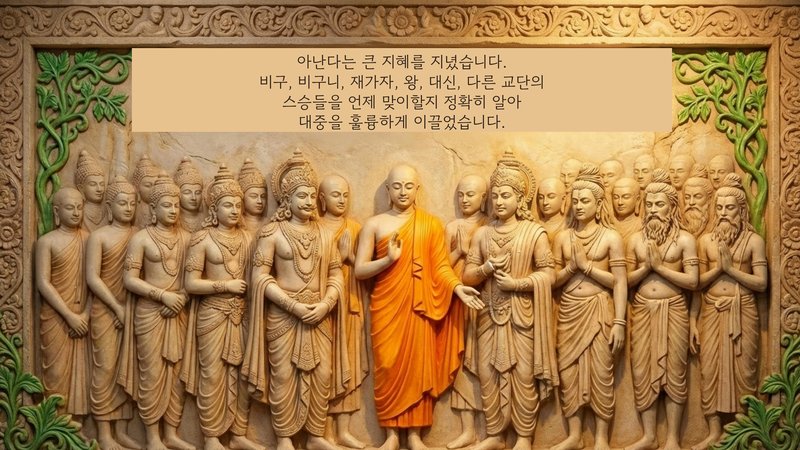 아난다는 큰 지혜를 지녔습니다.
비구, 비구니, 재가자, 왕, 대신, 다른 교단의
스승들을 언제 맞이할지 정확히 알아
대중을 훌륭하게 이끌었습니다.